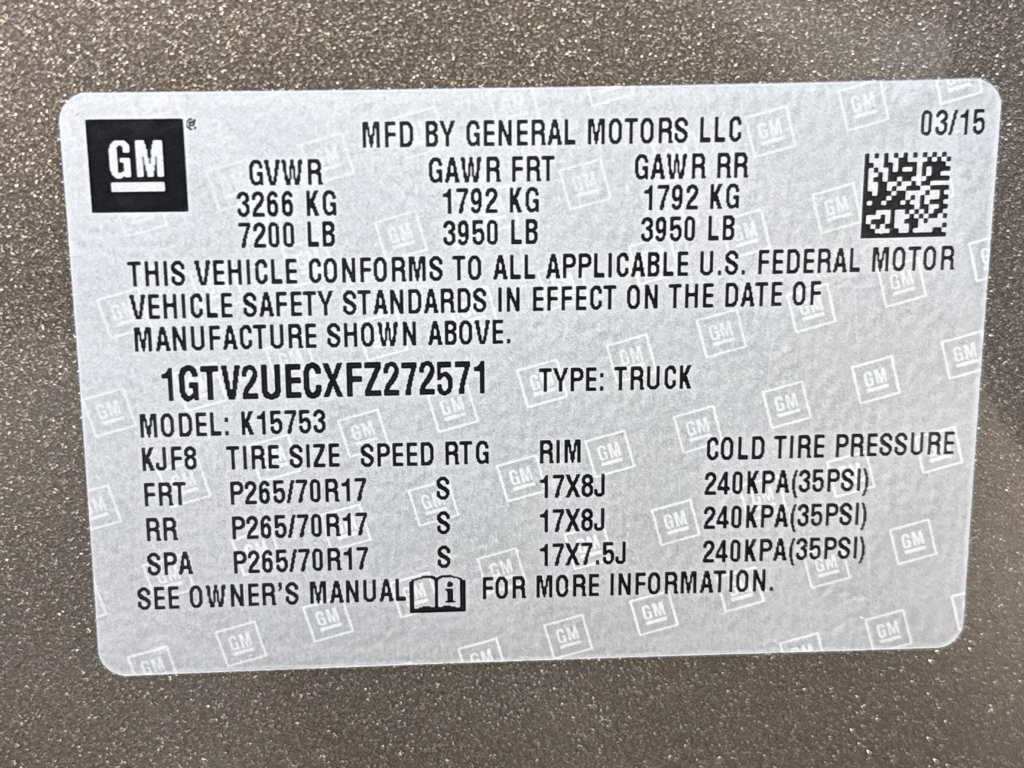 GM ® MFD BY GENERAL MOTORS LLC 03/15
GVWR GAWR FRT GAWR RR
3266 KG 1792 KG 1792 KG
7200 LB 3950 LB 3950 LB
THIS VEHICLE CONFORMS TO ALL APPLICABLE U.S. FEDERAL MOTOR
VEHICLE SAFETY STANDARDS IN EFFECT ON THE DATE OF
MANUFACTURE SHOWN ABOVE.
1GTV2UECXFZ272571 TYPE: TRUCK
MODEL: K15753
KJF8 TIRE SIZE SPEED RTG RIM COLD TIRE PRESSURE
FRT P265/70R17 S 17X8J 240KPA(35PSI)
RR P265/70R17 S 17X8J 240KPA(35PSI)
SPA P265/70R17 S 17X7.5J 240KPA(35PSI)
SEE OWNER'S MANUAL i FOR MORE INFORMATION.